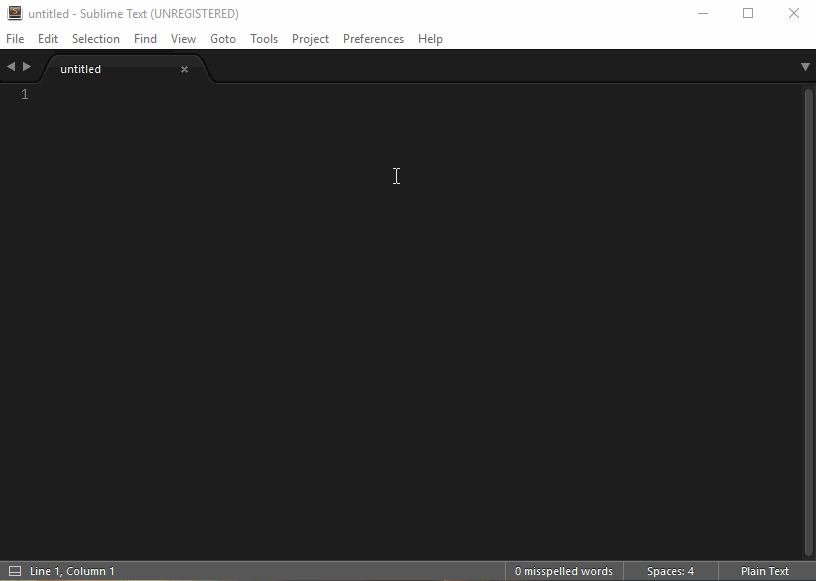 untitled - Sublime Text (UNREGISTERED)
File Edit Selection Find View Goto Tools Project Preferences Help
untitled
1
Line 1, Column 1 0 misspelled words Spaces: 4 Plain Text